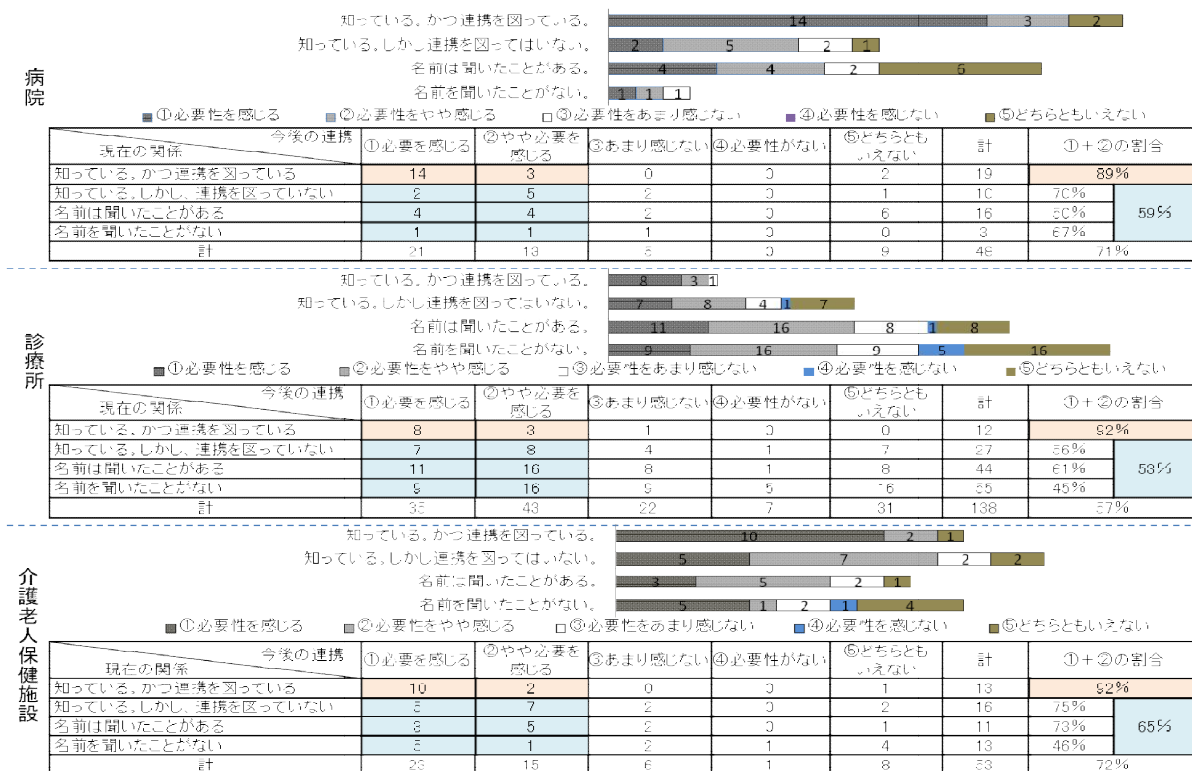 病院
知っている。かつ連携を図っている。 14 3 2
知っている。しかし連携を図ってはいない。 2 5 2 1
名前は聞いたことがある。 4 4 2 6
名前を聞いたことがない。 1 1 1
①必要性を感じる ②必要性をやや感じる ③必要性をあまり感じない ④必要性を感じない ⑤どちらともいえない
今後の連携 現在の関係 ①必要を感じる ②やや必要を感じる ③あまり感じない ④必要性がない ⑤どちらともいえない 計 ①+②の割合
知っている。かつ連携を図っている 14 3 0 0 2 19 89%
知っている。しかし、連携を図っていない 2 5 2 0 1 10 70%
名前は聞いたことがある 4 4 2 0 6 16 50% 59%
名前を聞いたことがない 1 1 1 0 0 3 67%
計 21 13 5 0 9 48 71%
診療所
知っている。かつ連携を図っている。 8 3 1
知っている。しかし連携を図ってはいない。 7 8 4 1 7
名前は聞いたことがある。 11 16 8 1 8
名前を聞いたことがない。 9 16 9 5 16
①必要性を感じる ②必要性をやや感じる ③必要性をあまり感じない ④必要性を感じない ⑤どちらともいえない
今後の連携 現在の関係 ①必要を感じる ②やや必要を感じる ③あまり感じない ④必要性がない ⑤どちらともいえない 計 ①+②の割合
知っている。かつ連携を図っている 8 3 1 0 0 12 92%
知っている。しかし、連携を図っていない 7 8 4 1 7 27 56%
名前は聞いたことがある 11 16 8 1 8 44 61% 53%
名前を聞いたことがない 9 16 9 5 16 55 45%
計 35 43 22 7 31 138 57%
介護老人保健施設
知っている。かつ連携を図っている。 10 2 1
知っている。しかし連携を図ってはいない。 5 7 2 2
名前は聞いたことがある。 3 5 2 1
名前を聞いたことがない。 5 1 2 1 4
①必要性を感じる ②必要性をやや感じる ③必要性をあまり感じない ④必要性を感じない ⑤どちらともいえない
今後の連携 現在の関係 ①必要を感じる ②やや必要を感じる ③あまり感じない ④必要性がない ⑤どちらともいえない 計 ①+②の割合
知っている。かつ連携を図っている 10 2 0 0 1 13 92%
知っている。しかし、連携を図っていない 5 7 2 0 2 16 75%
名前は聞いたことがある 3 5 2 0 1 11 73% 65%
名前を聞いたことがない 5 1 2 1 4 13 46%
計 23 15 6 1 8 53 72%